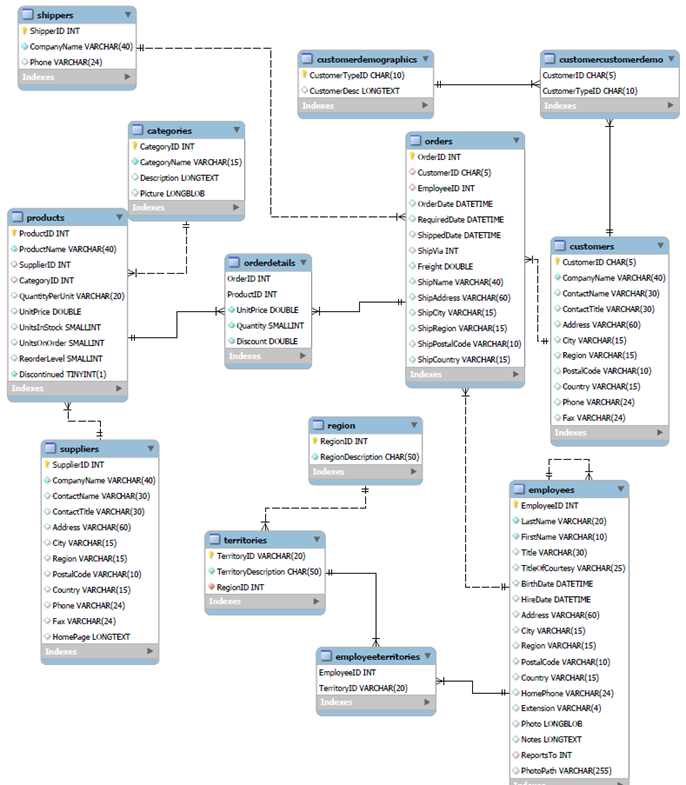 shippers
ShipperID INT
CompanyName VARCHAR(40)
Phone VARCHAR(24)
Indexes
customerdemographics
CustomerTypeID CHAR(10)
CustomerDesc LONGTEXT
Indexes
customercustomerdemo
CustomerID CHAR(5)
CustomerTypeID CHAR(10)
Indexes
categories
CategoryID INT
CategoryName VARCHAR(15)
Description LONGTEXT
Picture LONGBLOB
Indexes
orders
OrderID INT
CustomerID CHAR(5)
EmployeeID INT
OrderDate DATETIME
RequiredDate DATETIME
ShippedDate DATETIME
ShipVia INT
Freight DOUBLE
ShipName VARCHAR(40)
ShipAddress VARCHAR(60)
ShipCity VARCHAR(15)
ShipRegion VARCHAR(15)
ShipPostalCode VARCHAR(10)
ShipCountry VARCHAR(15)
Indexes
products
ProductID INT
ProductName VARCHAR(40)
SupplierID INT
CategoryID INT
QuantityPerUnit VARCHAR(20)
UnitPrice DOUBLE
UnitsInStock SMALLINT
UnitsOnOrder SMALLINT
ReorderLevel SMALLINT
Discontinued TINYINT(1)
Indexes
orderdetails
OrderID INT
ProductID INT
UnitPrice DOUBLE
Quantity SMALLINT
Discount DOUBLE
Indexes
customers
CustomerID CHAR(5)
CompanyName VARCHAR(40)
ContactName VARCHAR(30)
ContactTitle VARCHAR(30)
Address VARCHAR(60)
City VARCHAR(15)
Region VARCHAR(15)
PostalCode VARCHAR(10)
Country VARCHAR(15)
Phone VARCHAR(24)
Fax VARCHAR(24)
Indexes
suppliers
SupplierID INT
CompanyName VARCHAR(40)
ContactName VARCHAR(30)
ContactTitle VARCHAR(30)
Address VARCHAR(60)
City VARCHAR(15)
Region VARCHAR(15)
PostalCode VARCHAR(10)
Country VARCHAR(15)
Phone VARCHAR(24)
Fax VARCHAR(24)
HomePage LONGTEXT
Indexes
region
RegionID INT
RegionDescription CHAR(50)
Indexes
territories
TerritoryID VARCHAR(20)
TerritoryDescription CHAR(50)
RegionID INT
Indexes
employeeterritories
EmployeeID INT
TerritoryID VARCHAR(20)
Indexes
employees
EmployeeID INT
LastName VARCHAR(20)
FirstName VARCHAR(10)
Title VARCHAR(30)
TitleOfCourtesy VARCHAR(25)
BirthDate DATETIME
HireDate DATETIME
Address VARCHAR(60)
City VARCHAR(15)
Region VARCHAR(15)
PostalCode VARCHAR(10)
Country VARCHAR(15)
HomePhone VARCHAR(24)
Extension VARCHAR(4)
Photo LONGBLOB
Notes LONGTEXT
ReportsTo INT
PhotoPath VARCHAR(255)